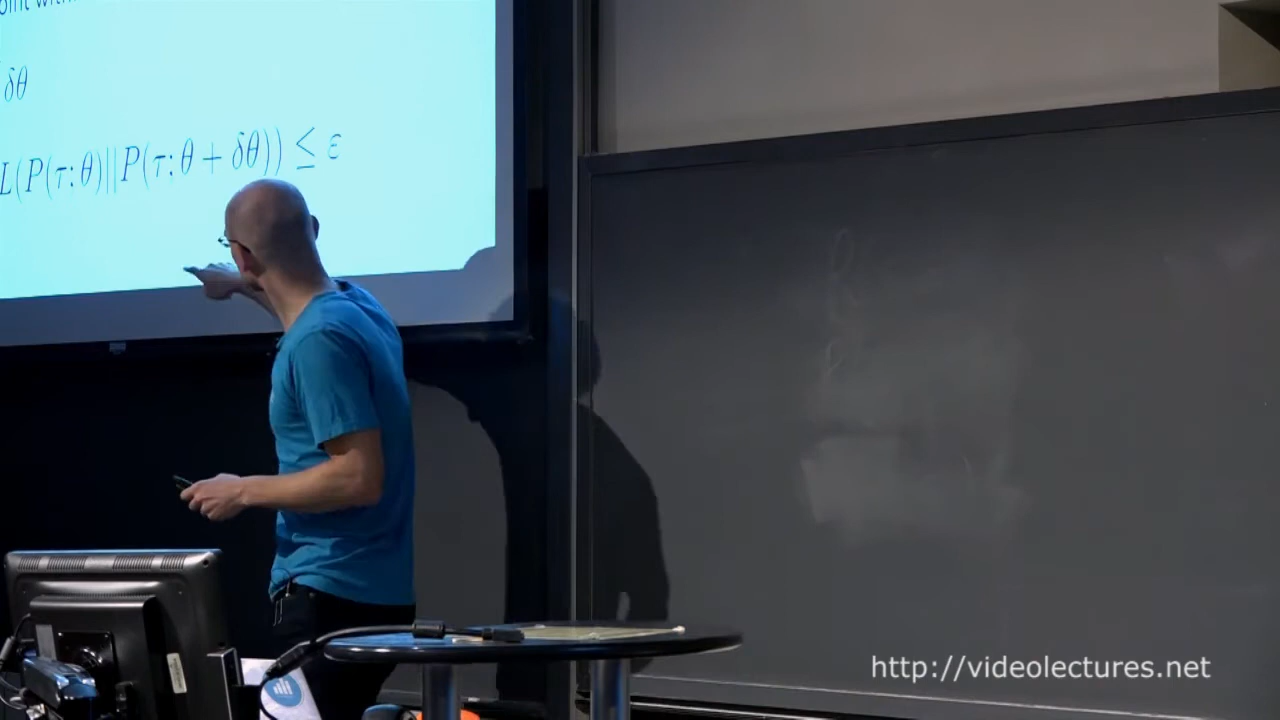 δθ
L(P(τ;θ)||P(τ;θ + δθ)) ≤ ε
http://videolectures.net